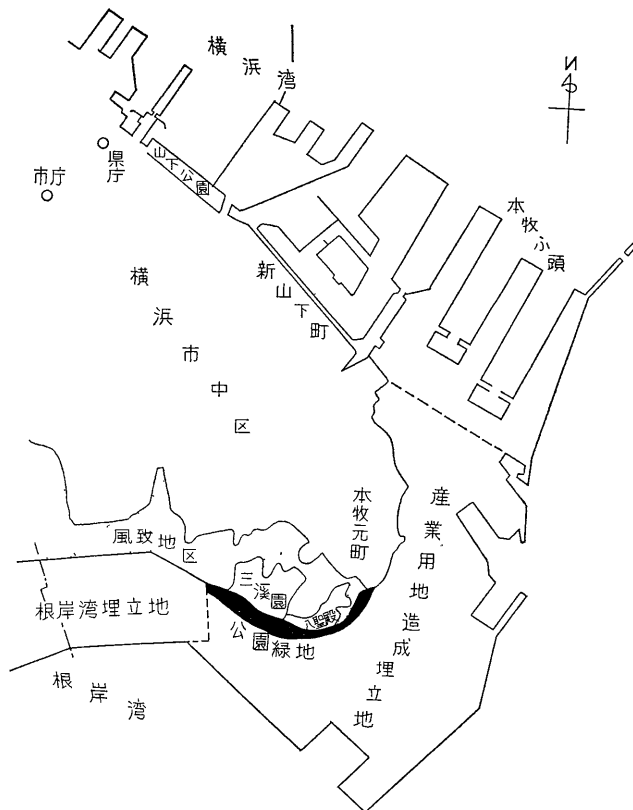 横浜湾
N
県庁
市庁
山下公園
本牧ふ頭
新山下町
横浜市中区
本牧元町
産業用地造成埋立地
風致地区
三溪園
八聖殿
根岸湾埋立地
公園緑地
根岸湾